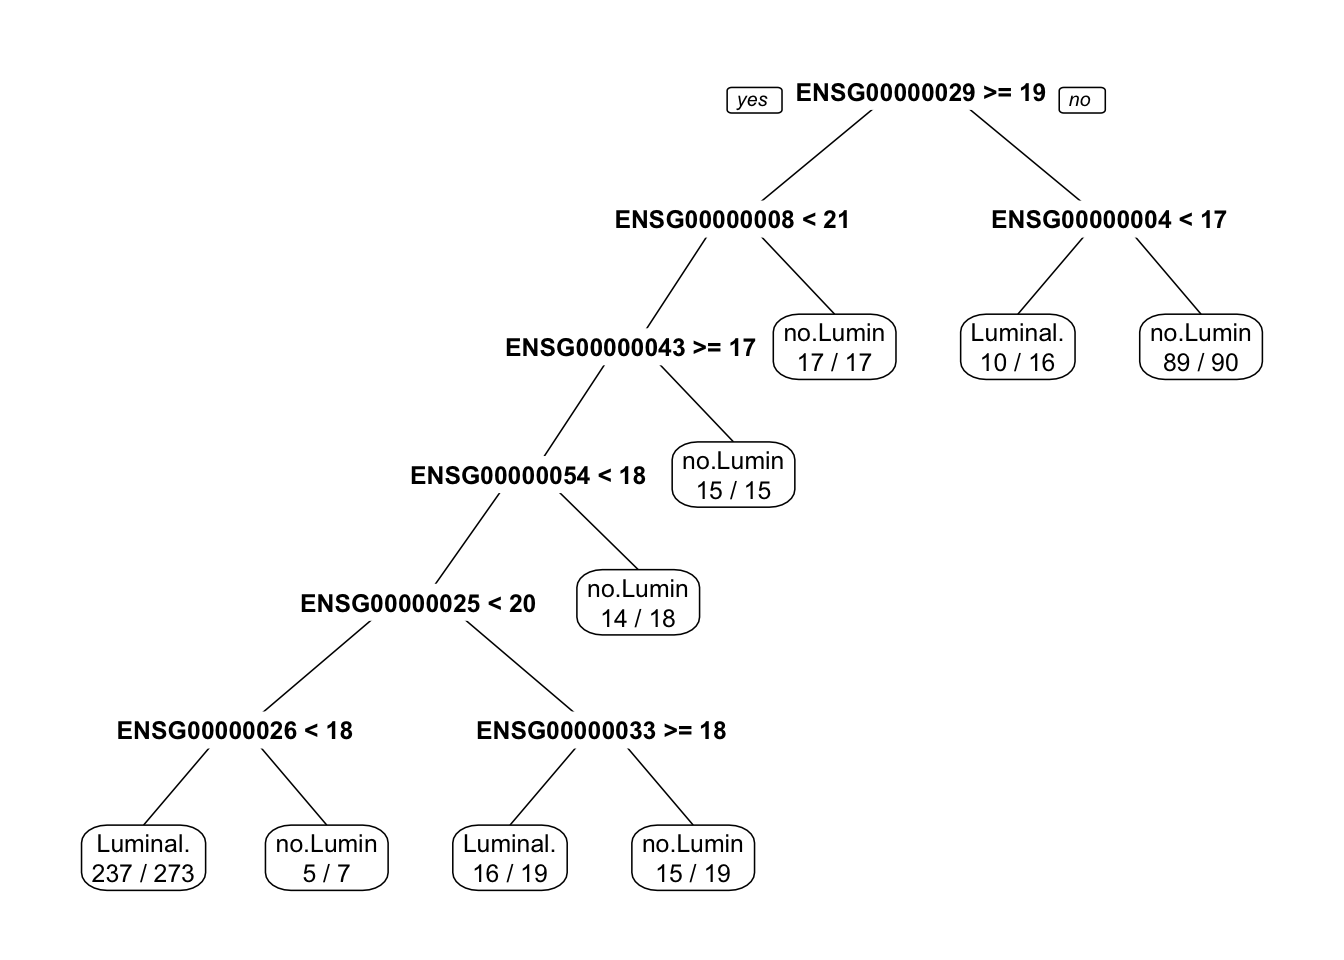 yes ENSG00000029 >= 19 no
ENSG00000008 < 21 ENSG00000004 < 17
no.Lumin
17 / 17
Luminal.
10 / 16
no.Lumin
89 / 90
ENSG00000043 >= 17
no.Lumin
15 / 15
ENSG00000054 < 18
no.Lumin
14 / 18
ENSG00000025 < 20
ENSG00000026 < 18 ENSG00000033 >= 18
Luminal.
237 / 273
no.Lumin
5 / 7
Luminal.
16 / 19
no.Lumin
15 / 19